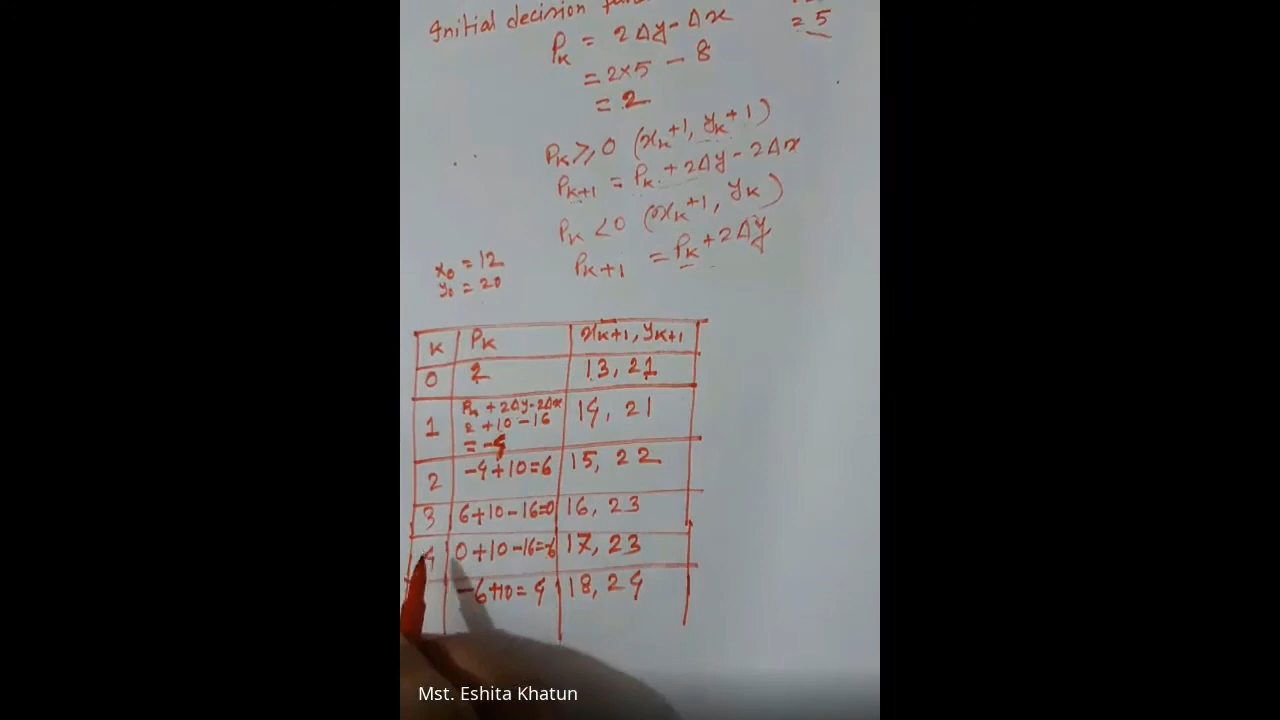 Initial decision
= 5
Pk = 2Δy-Δx
= 2×5 - 8
= 2
Pk ≥ 0 (xk+1, yk+1)
Pk+1 = Pk + 2Δy - 2Δx
Pk < 0 (xk+1, yk)
Pk+1 = Pk + 2Δy
x0 = 12
y0 = 20
K Pk xk+1, yk+1
0 2 13, 21
1 Pk + 2Δy-2Δx 14, 21
2 + 10 - 16
= -4
2 -4+10=6 15, 22
3 6+10-16=0 16, 23
4 0+10-16=-6 17, 23
-6+10=4 18, 24
Mst. Eshita Khatun